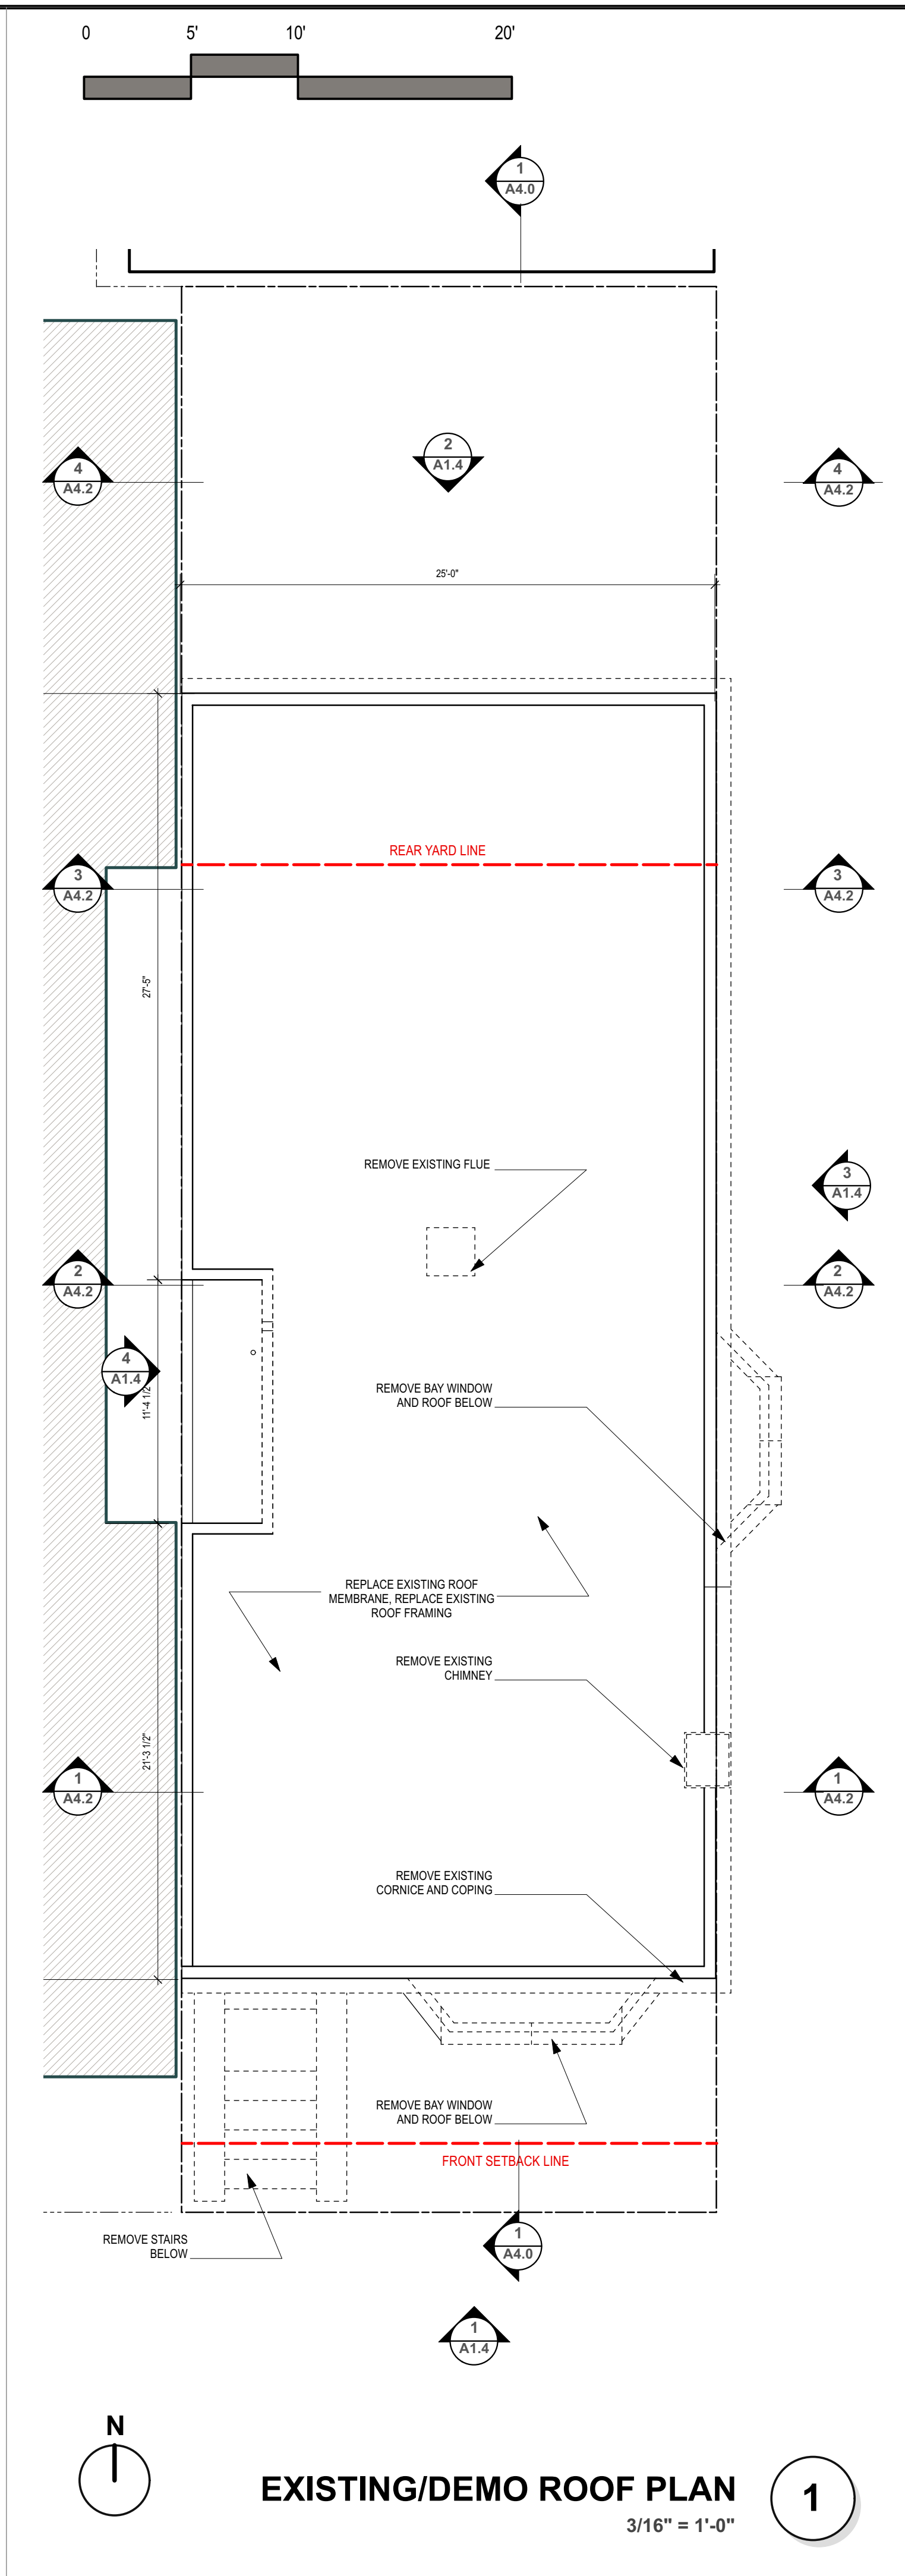 0 5' 10' 20'
1
A4.0
4
A4.2
2
A1.4
4
A4.2
25'-0"
REAR YARD LINE
3
A4.2
3
A4.2
27'-5"
REMOVE EXISTING FLUE
3
A1.4
2
A4.2
2
A4.2
4
A1.4
11'-4 1/2"
REMOVE BAY WINDOW
AND ROOF BELOW
REPLACE EXISTING ROOF
MEMBRANE, REPLACE EXISTING
ROOF FRAMING
REMOVE EXISTING
CHIMNEY
21'-3 1/2"
1
A4.2
1
A4.2
REMOVE EXISTING
CORNICE AND COPING
REMOVE BAY WINDOW
AND ROOF BELOW
FRONT SETBACK LINE
REMOVE STAIRS
BELOW
1
A4.0
1
A1.4
N
EXISTING/DEMO ROOF PLAN
1
3/16" = 1'-0"